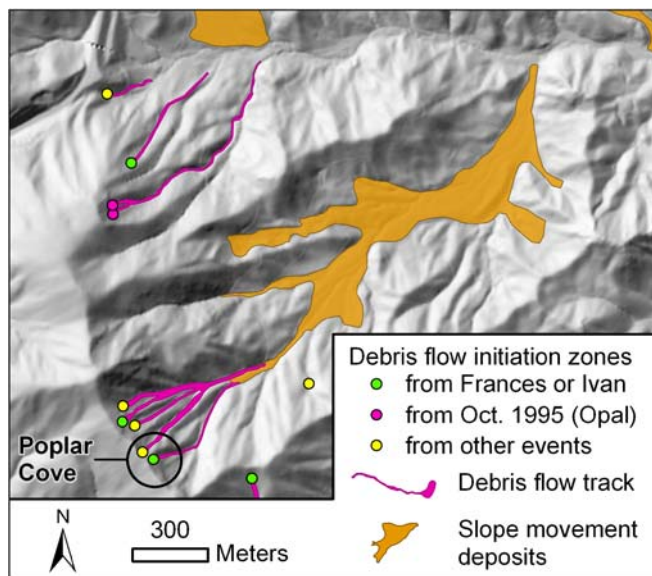 Poplar
Cove
Debris flow initiation zones
from Frances or Ivan
from Oct. 1995 (Opal)
from other events
Debris flow track
Slope movement
deposits
N
300
Meters